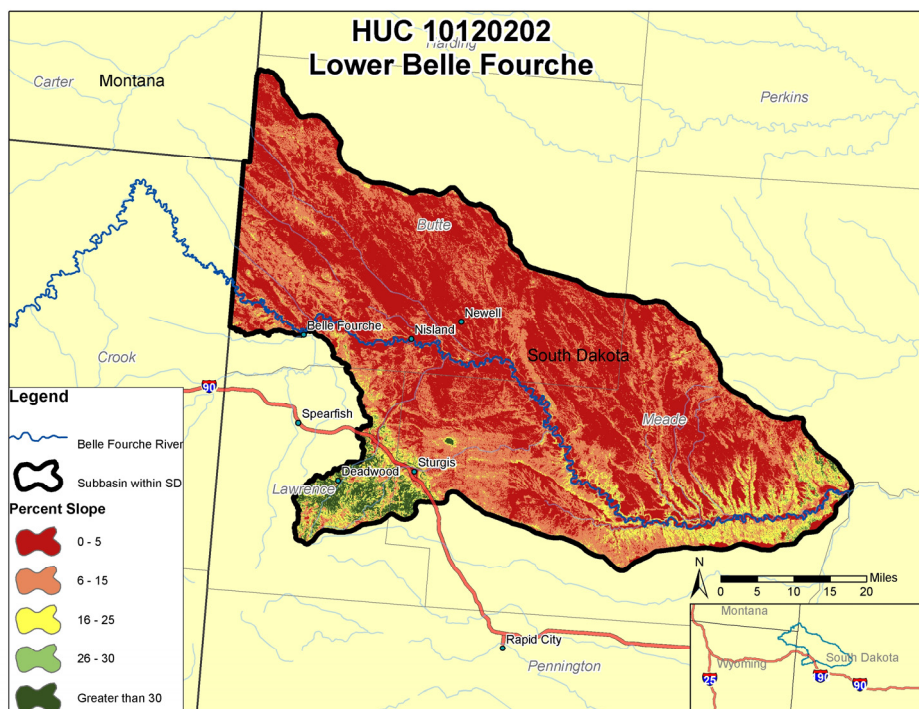 HUC 10120202
Lower Belle Fourche
Harding
Carter
Montana
Perkins
Butte
Newell
Belle Fourche
Nisland
South Dakota
Crook
90
Legend
Spearfish
Meade
Belle Fourche River
Sturgis
Deadwood
Subbasin within SD
Lawrence
Percent Slope
0 - 5
6 - 15
16 - 25
26 - 30
Greater than 30
N
Miles
0 5 10 15 20
Rapid City
Pennington
Montana
Wyoming
South Dakota
25
90
90